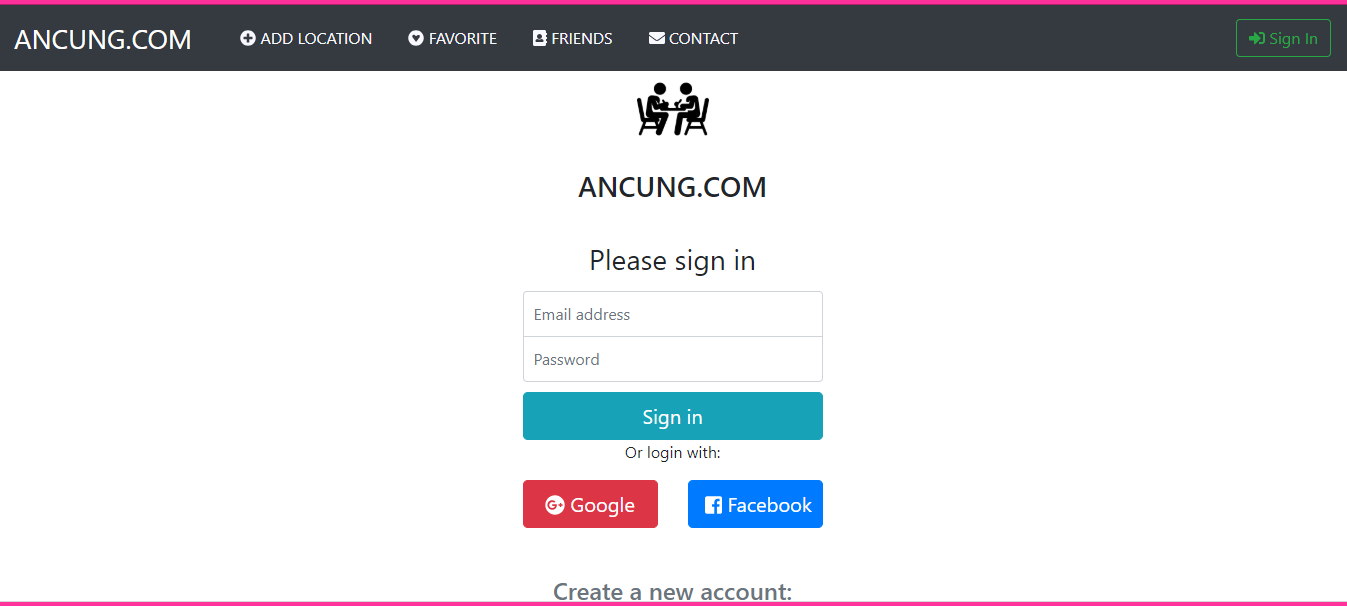 ANCUNG.COM ADD LOCATION FAVORITE FRIENDS CONTACT Sign In
ANCUNG.COM
Please sign in
Email address
Password
Sign in
Or login with:
Google Facebook
Create a new account: